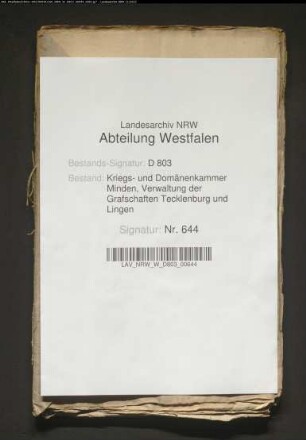 Landesarchiv NRW
Abteilung Westfalen
Bestands-Signatur: D 803
Bestand: Kriegs- und Domänenkammer
Minden, Verwaltung der
Grafschaften Tecklenburg und
Lingen
Signatur: Nr. 644
LAV_NRW_W_D803_00644